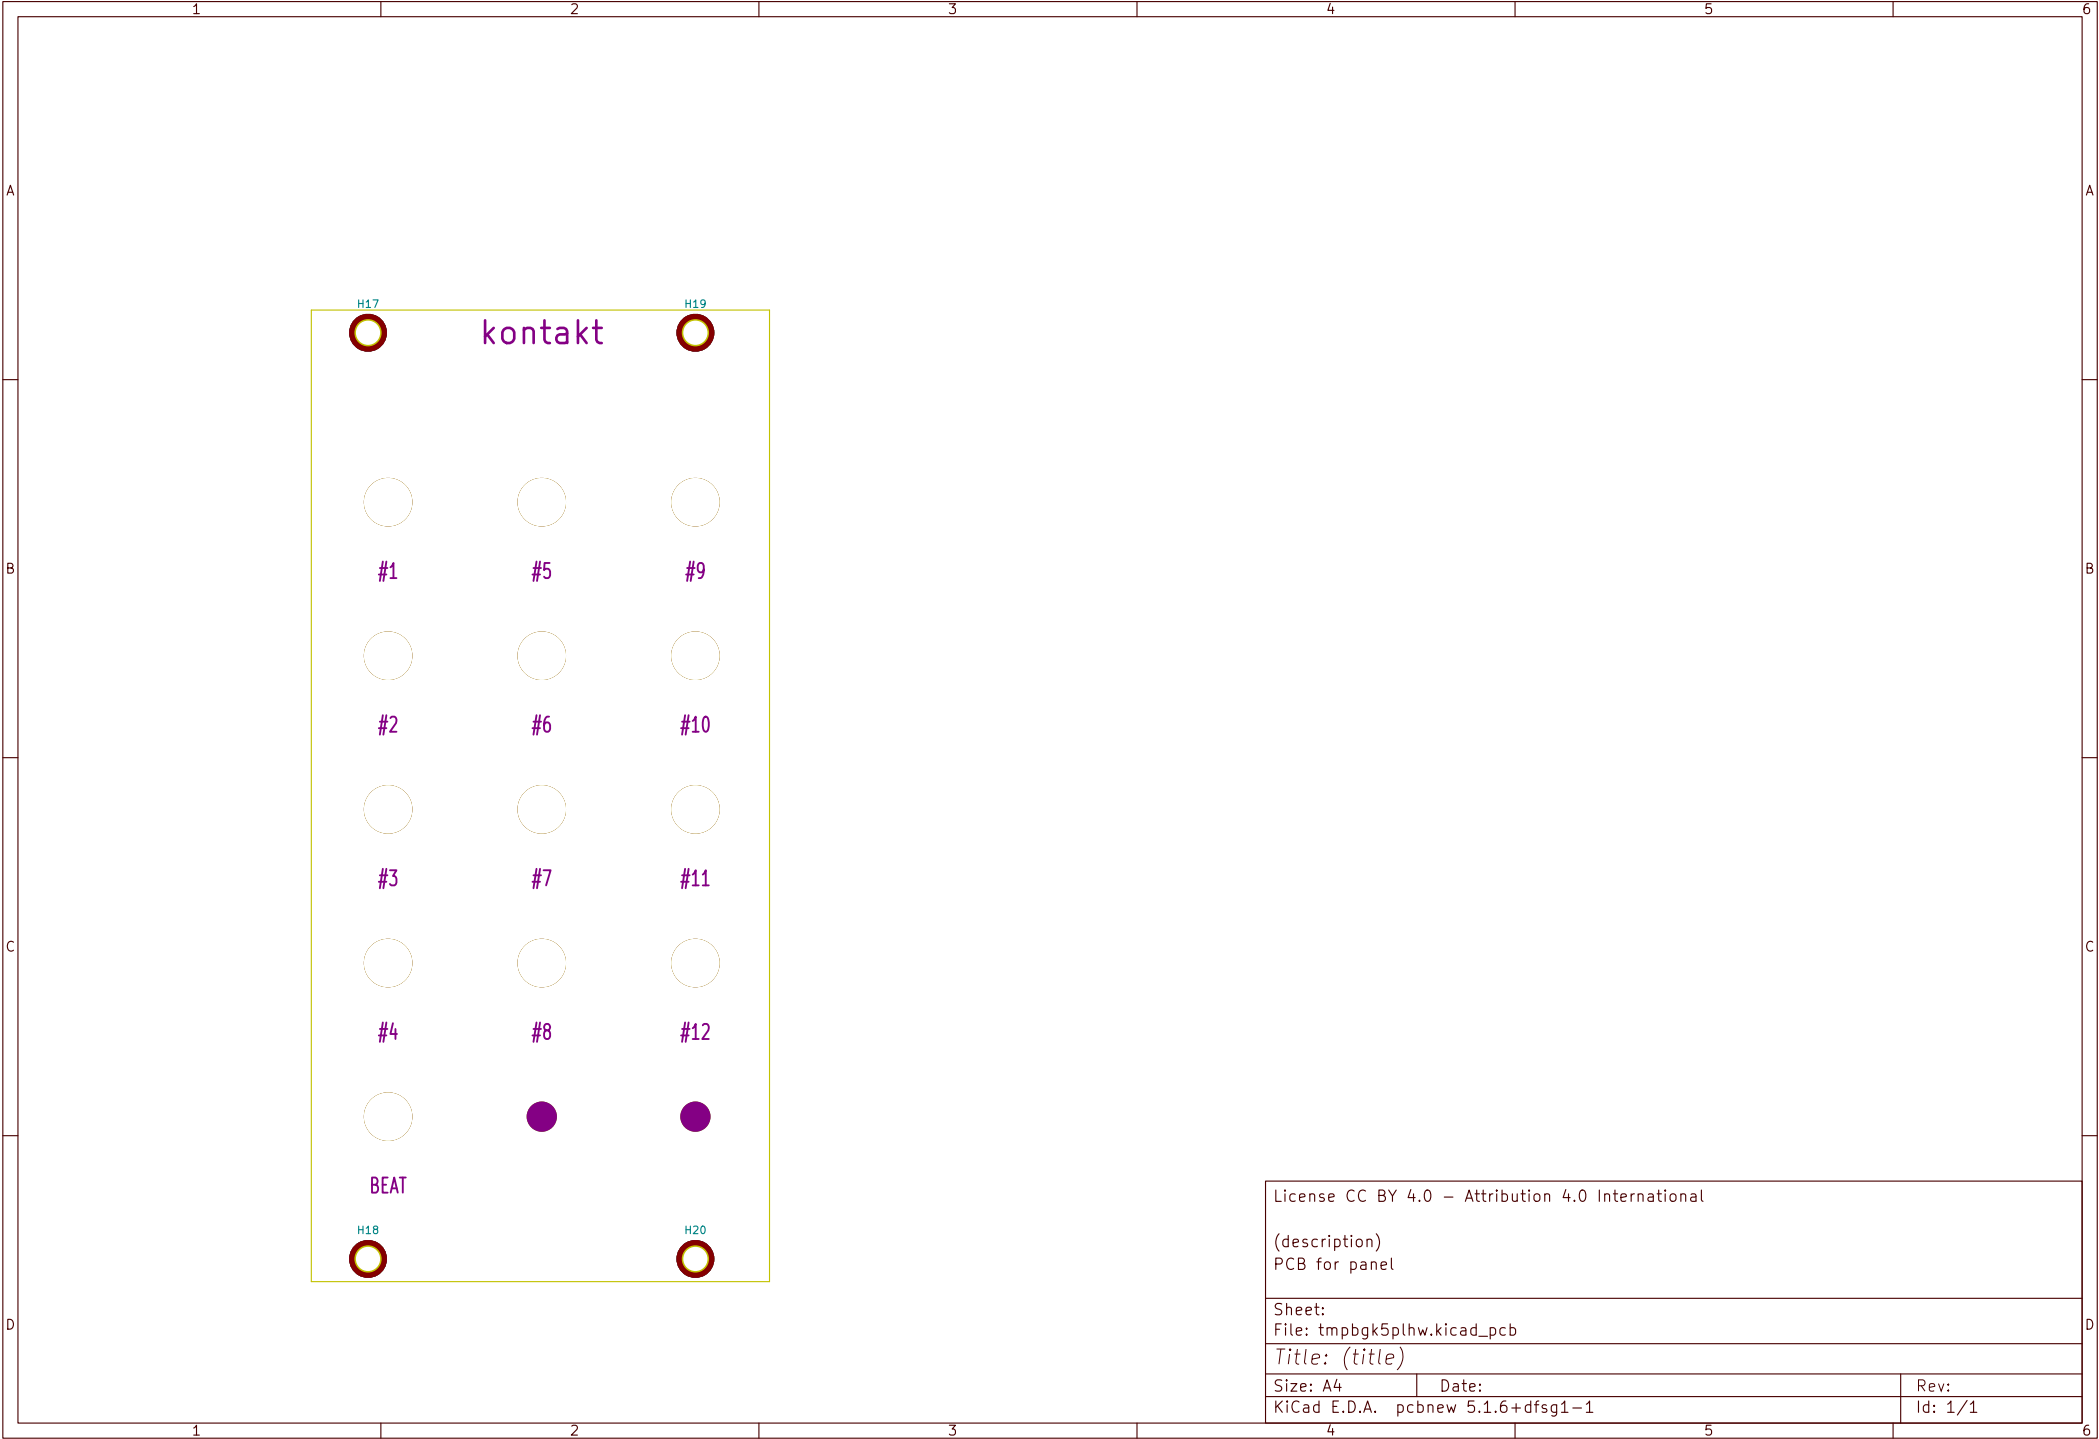 1 2 3 4 5 6
A A
H17 H19
kontakt
#1 #5 #9
B B
#2 #6 #10
#3 #7 #11
C C
#4 #8 #12
BEAT
H18 H20
License CC BY 4.0 – Attribution 4.0 International
(description)
PCB for panel
Sheet:
File: tmpbgk5plhw.kicad_pcb
D D
Title: (title)
Size: A4 Date: Rev:
KiCad E.D.A. pcbnew 5.1.6+dfsg1-1 Id: 1/1
1 2 3 4 5 6